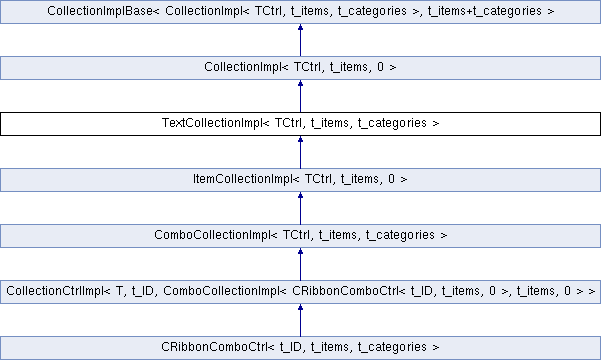 CollectionImplBase< CollectionImpl< TCtrl, t_items, t_categories >, t_items+t_categories >
CollectionImpl< TCtrl, t_items, 0 >
TextCollectionImpl< TCtrl, t_items, t_categories >
ItemCollectionImpl< TCtrl, t_items, 0 >
ComboCollectionImpl< TCtrl, t_items, t_categories >
CollectionCtrlImpl< T, t_ID, ComboCollectionImpl< CRibbonComboCtrl< t_ID, t_items, 0 >, t_items, 0 > >
CRibbonComboCtrl< t_ID, t_items, t_categories >